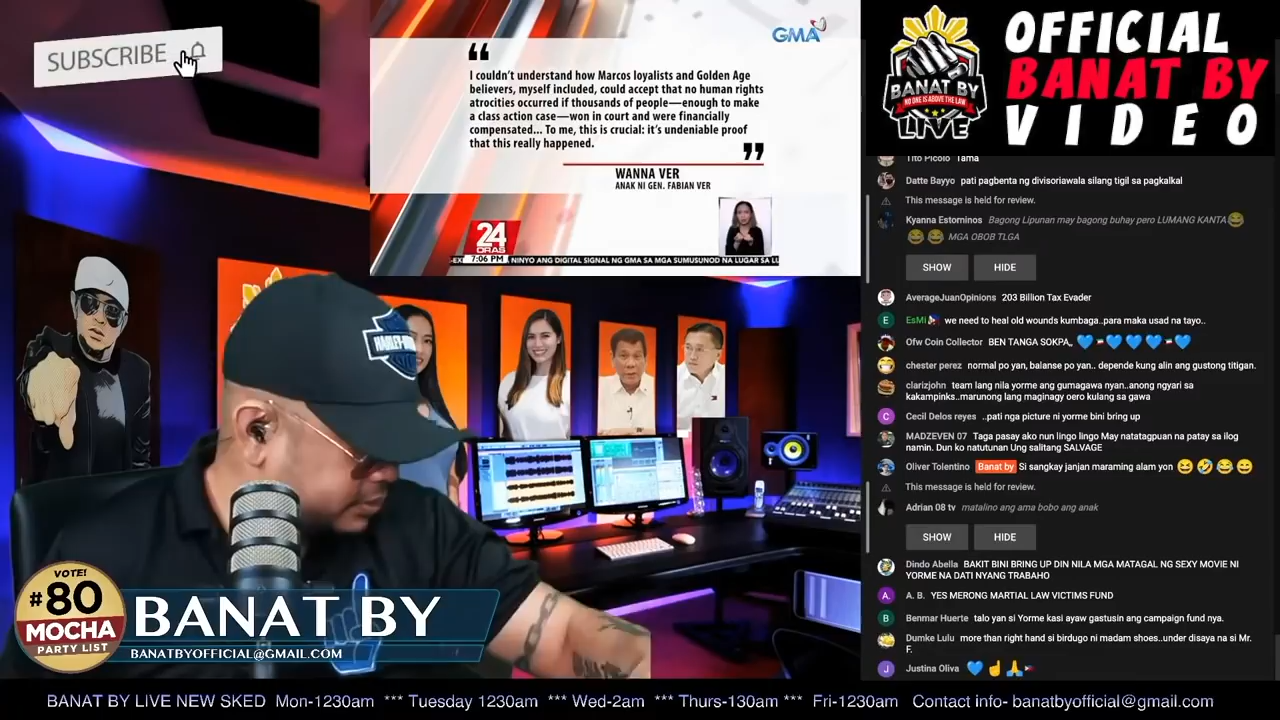 SUBSCRIBE
GMA
“
I couldn't understand how Marcos loyalists and Golden Age
believers, myself included, could accept that no human rights
atrocities occurred if thousands of people—enough to make
a class action case—won in court and were financially
compensated... To me, this is crucial: it's undeniable proof
that this really happened.
”
WANNA VER
ANAK NI GEN. FABIAN VER
24
ORAS
7:06 PM
NINYO ANG DIGITAL SIGNAL NG GMA SA MGA SUMUSUNOD NA LUGAR SA
BANAT BY
NO ONE IS ABOVE THE LAW
LIVE
OFFICIAL
BANAT BY
VIDEO
Tito Picolo Tama
Datte Bayyo pati pagbenta ng divisoriawala silang tigil sa pagkalkal
This message is held for review.
Kyanna Estorninos Bagong Lipunan may bagong buhay pero LUMANG KANTA😂
😂 😂 MGA OBOB TLGA
SHOW HIDE
AverageJuanOpinions 203 Billion Tax Evader
E EsMi🇵🇭 we need to heal old wounds kumbaga..para maka usad na tayo..
Ofw Coin Collector BEN TANGA SOKPA,, 💙🇵🇭💙💙💙🇵🇭💙
chester perez normal po yan, balanse po yan.. depende kung alin ang gustong titigan.
clarizjohn team lang nila yorme ang gumagawa nyan..anong ngyari sa
kakampinks..marunong lang maginagy oero kulang sa gawa
C Cecil Delos reyes ..pati nga picture ni yorme bini bring up
MADZEVEN 07 Taga pasay ako nun lingo lingo May natatagpuan na patay sa ilog
namin. Dun ko natutunan Ung salitang SALVAGE
Oliver Tolentino Banat by Si sangkay janjan maraming alam yon 😆 🤣 😂 😄
This message is held for review.
Adrian 08 tv matalino ang ama bobo ang anak
SHOW HIDE
Dindo Abella BAKIT BINI BRING UP DIN NILA MGA MATAGAL NG SEXY MOVIE NI
YORME NA DATI NYANG TRABAHO
A. A. B. YES MERONG MARTIAL LAW VICTIMS FUND
B Benmar Huerte talo yan si Yorme kasi ayaw gastusin ang campaign fund nya.
Dumke Lulu more than right hand si birdugo ni madam shoes..under disaya na si Mr.
F.
J Justina Oliva 💙☝️🙏🇵🇭
HARLEY-
VOTE!
#80
MOCHA
PARTY LIST
BANAT BY
BANATBYOFFICIAL@GMAIL.COM
BANAT BY LIVE NEW SKED Mon-1230am *** Tuesday 1230am *** Wed-2am *** Thurs-130am *** Fri-1230am Contact info- banatbyofficial@gmail.com